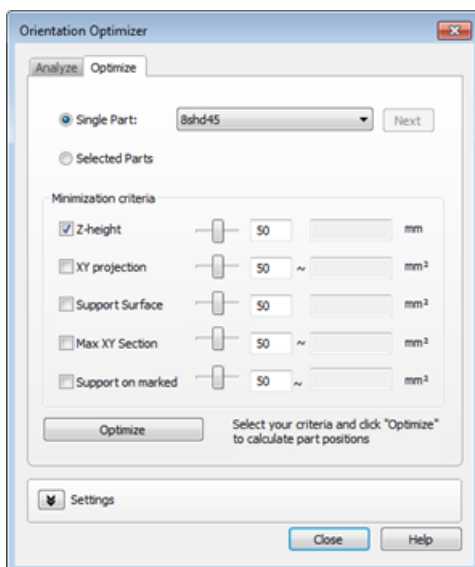 Orientation Optimizer
Analyze Optimize
Single Part: 8shd45 Next
Selected Parts
Minimization criteria
Z-height 50 mm
XY projection 50 ~ mm²
Support Surface 50 mm²
Max XY Section 50 ~ mm²
Support on marked 50 ~ mm²
Optimize Select your criteria and click "Optimize"
to calculate part positions
Settings
Close Help